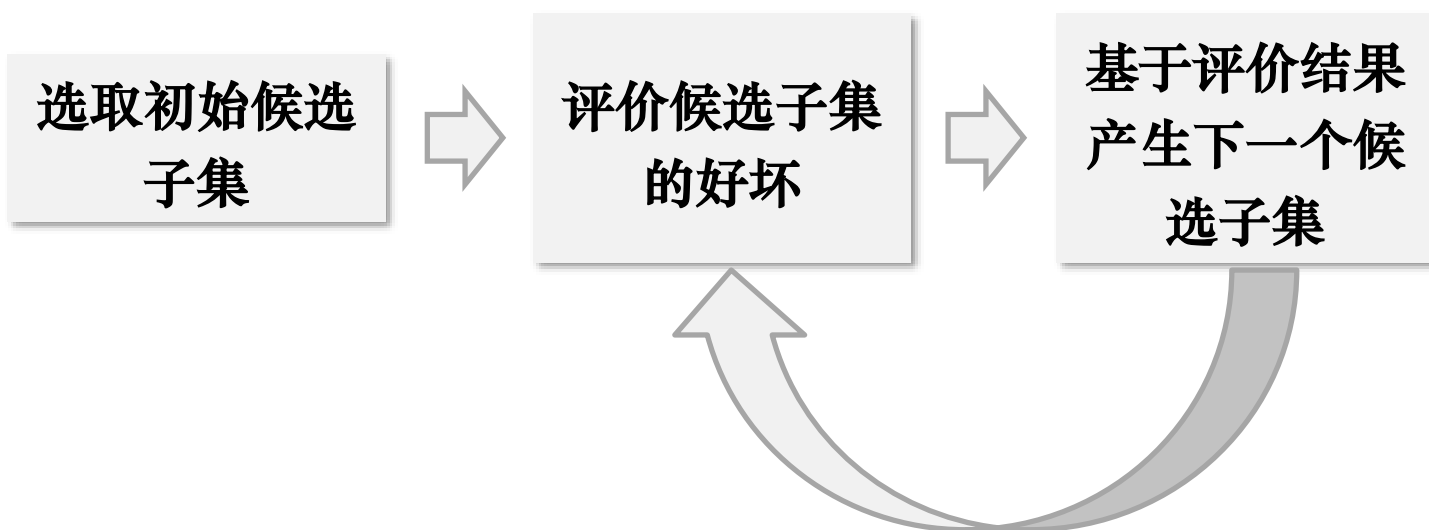 选取初始候选
子集
评价候选子集
的好坏
基于评价结果
产生下一个候
选子集